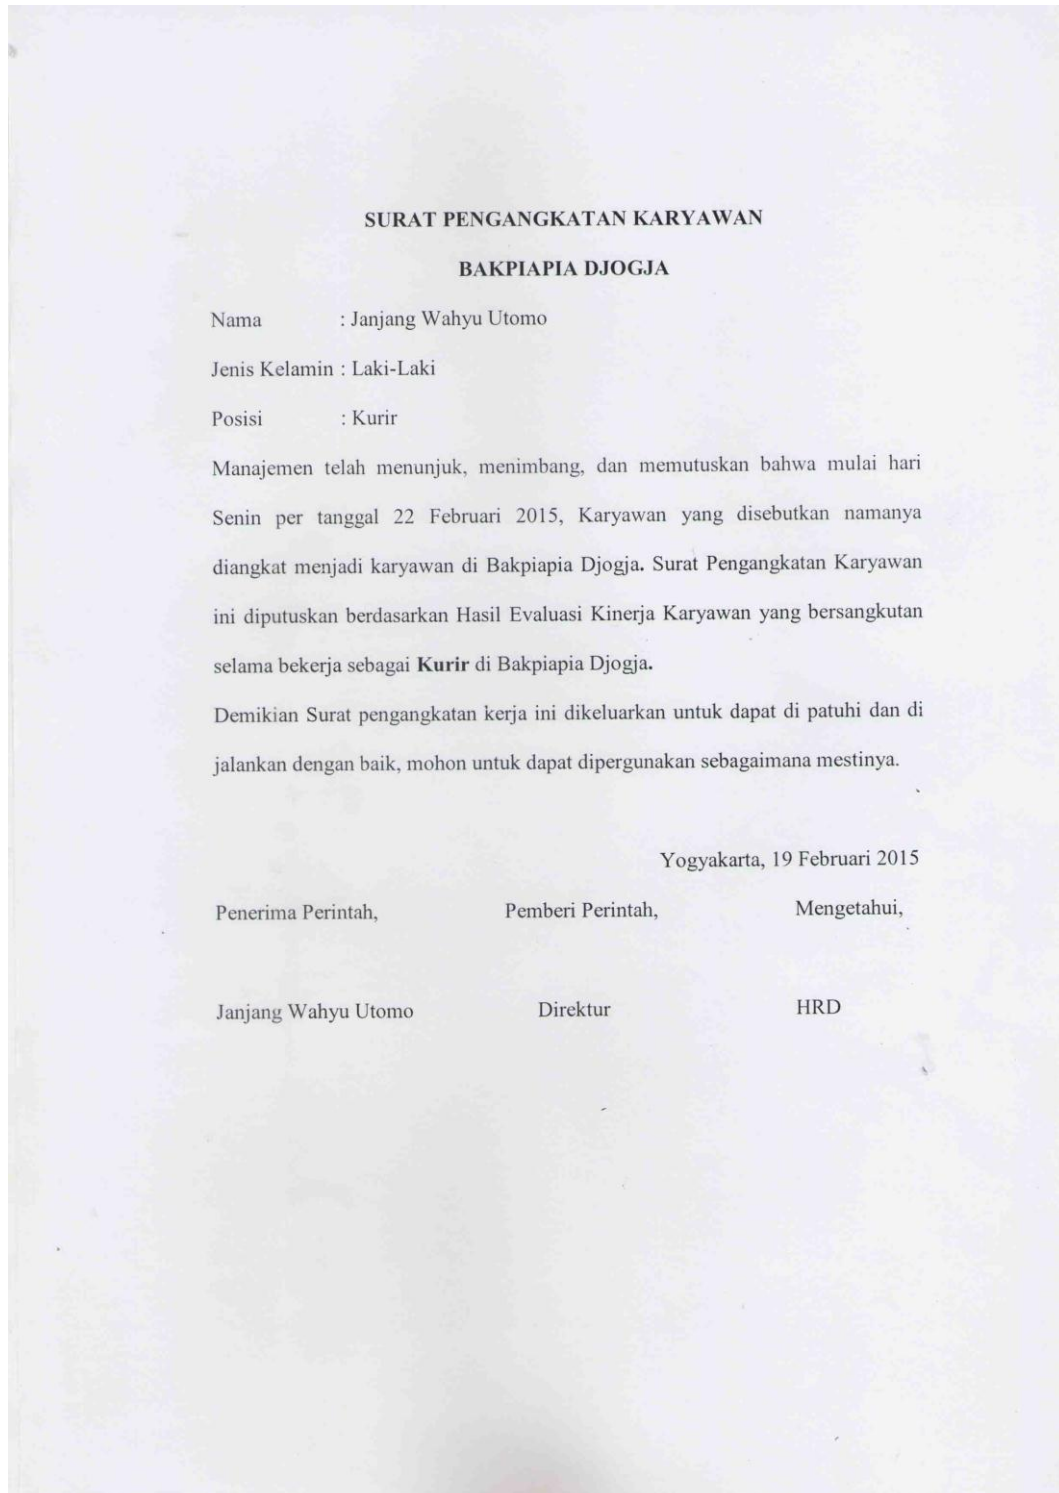 SURAT PENGANGKATAN KARYAWAN
BAKPIAPIA DJOGJA
Nama : Janjang Wahyu Utomo
Jenis Kelamin : Laki-Laki
Posisi : Kurir
Manajemen telah menunjuk, menimbang, dan memutuskan bahwa mulai hari
Senin per tanggal 22 Februari 2015, Karyawan yang disebutkan namanya
diangkat menjadi karyawan di Bakpiapia Djogja. Surat Pengangkatan Karyawan
ini diputuskan berdasarkan Hasil Evaluasi Kinerja Karyawan yang bersangkutan
selama bekerja sebagai Kurir di Bakpiapia Djogja.
Demikian Surat pengangkatan kerja ini dikeluarkan untuk dapat di patuhi dan di
jalankan dengan baik, mohon untuk dapat dipergunakan sebagaimana mestinya.
Yogyakarta, 19 Februari 2015
Penerima Perintah, Pemberi Perintah, Mengetahui,
Janjang Wahyu Utomo Direktur HRD